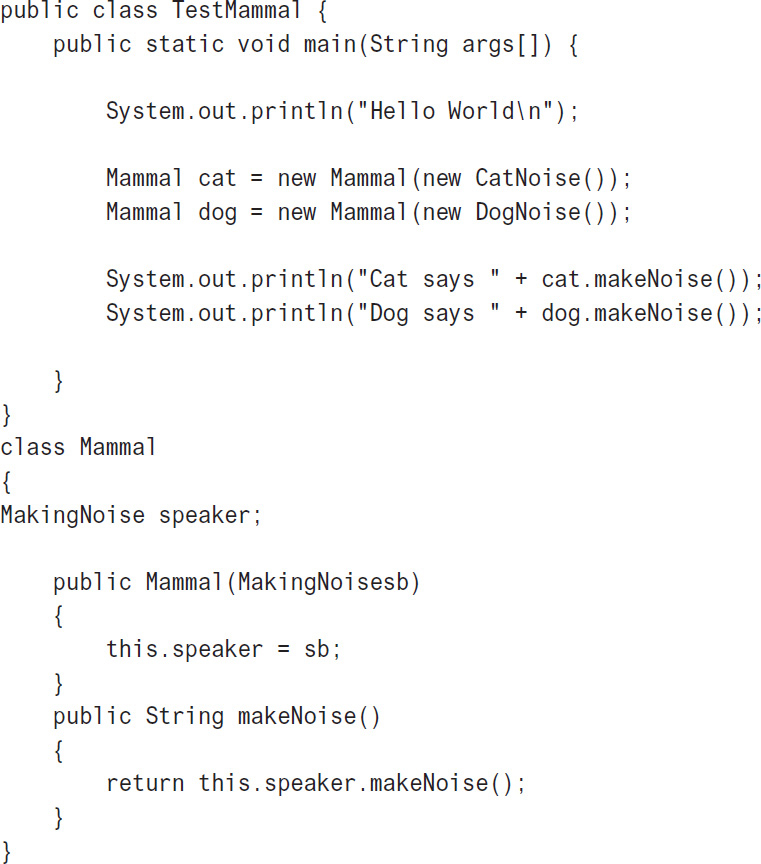 public class TestMammal {
    public static void main(String args[]) {

        System.out.println("Hello World\n");

        Mammal cat = new Mammal(new CatNoise());
        Mammal dog = new Mammal(new DogNoise());

        System.out.println("Cat says " + cat.makeNoise());
        System.out.println("Dog says " + dog.makeNoise());

    }
}
class Mammal
{
MakingNoise speaker;

    public Mammal(MakingNoisesb)
    {
        this.speaker = sb;
    }
    public String makeNoise()
    {
        return this.speaker.makeNoise();
    }
}